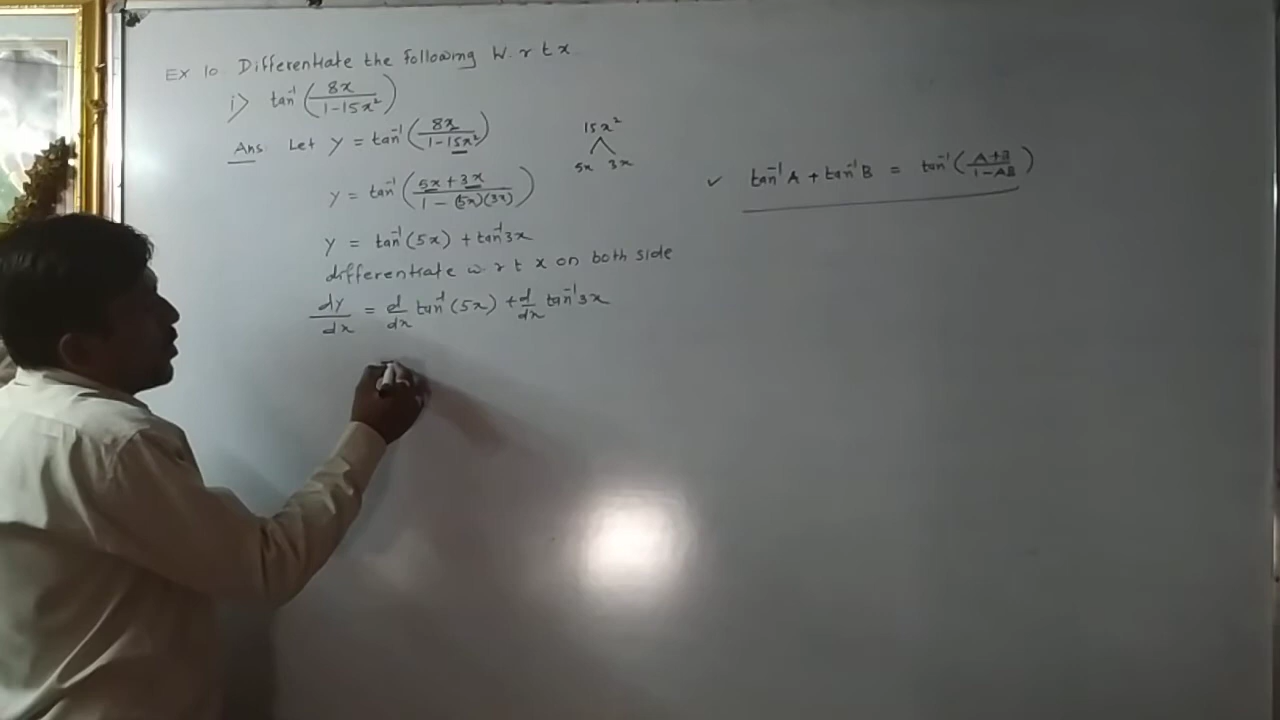 Ex 10 Differentiate the following W.r t x
i> tan⁻¹(8x/1-15x²)
Ans: Let y = tan⁻¹(8x/1-15x²)
15x²
5x 3x
y = tan⁻¹(5x+3x/1-(5x)(3x))
y = tan⁻¹(5x) + tan⁻¹3x
differentiate w.r t x on both side
dy/dx = d/dx tan⁻¹(5x) + d/dx tan⁻¹3x
✓ tan⁻¹A + tan⁻¹B = tan⁻¹(A+B/1-AB)